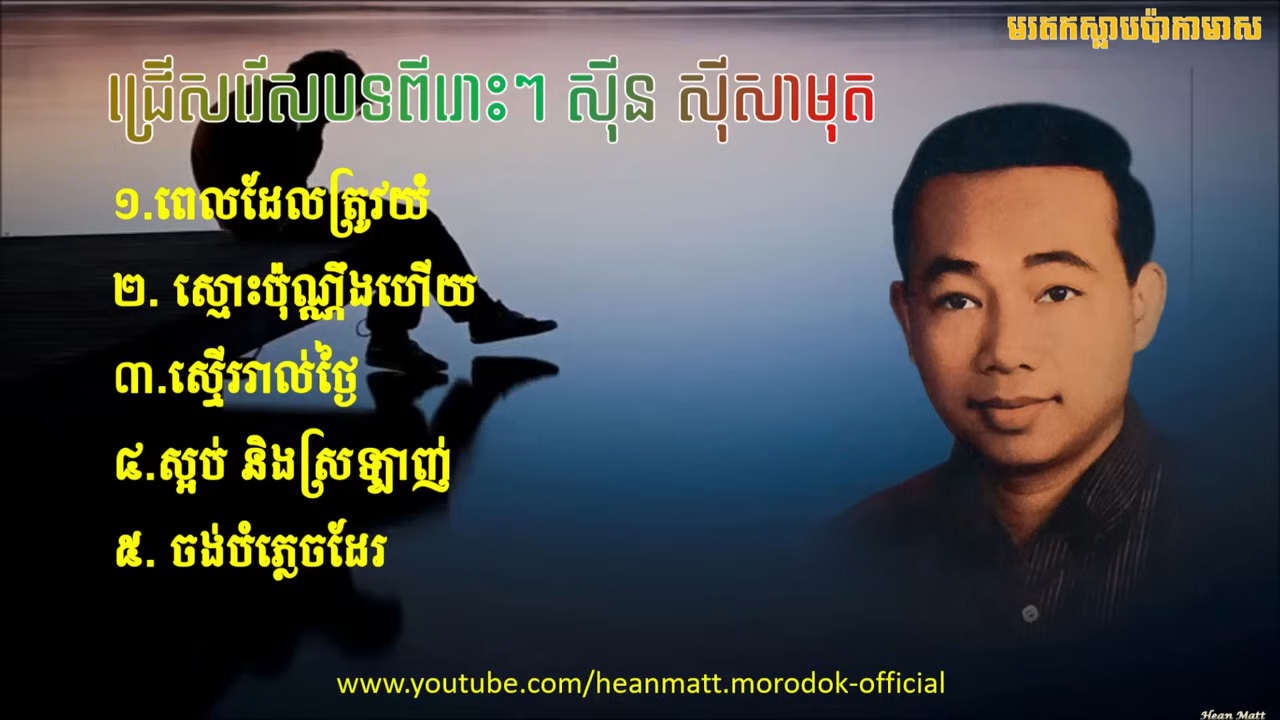 មរតកស្លាបប៉ាកាមាស
ជ្រើសរើសបទពីរោះៗ ស៊ីន ស៊ីសាមុត
១.ពេលដែលត្រូវយំ
២. ស្មោះប៉ុណ្ណឹងហើយ
៣.ស្មើររាល់ថ្ងៃ
៤.ស្អប់ និងស្រឡាញ់
៥. ចង់បំភ្លេចដែរ
www.youtube.com/heanmatt.morodok-official
Hean Matt